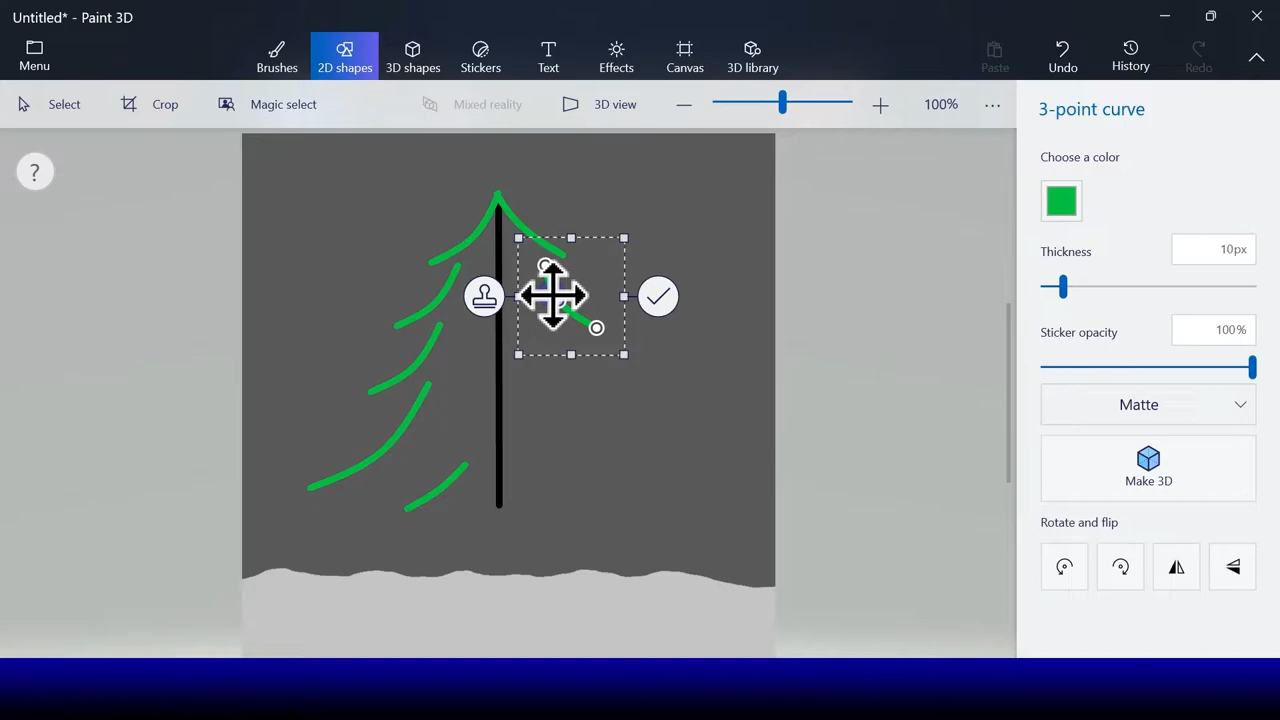 Untitled* - Paint 3D
Menu
Brushes
2D shapes
3D shapes
Stickers
Text
Effects
Canvas
3D library
Paste
Undo
History
Redo
Select
Crop
Magic select
Mixed reality
3D view
100%
3-point curve
?
Choose a color
Thickness
10px
Sticker opacity
100%
Matte
Make 3D
Rotate and flip